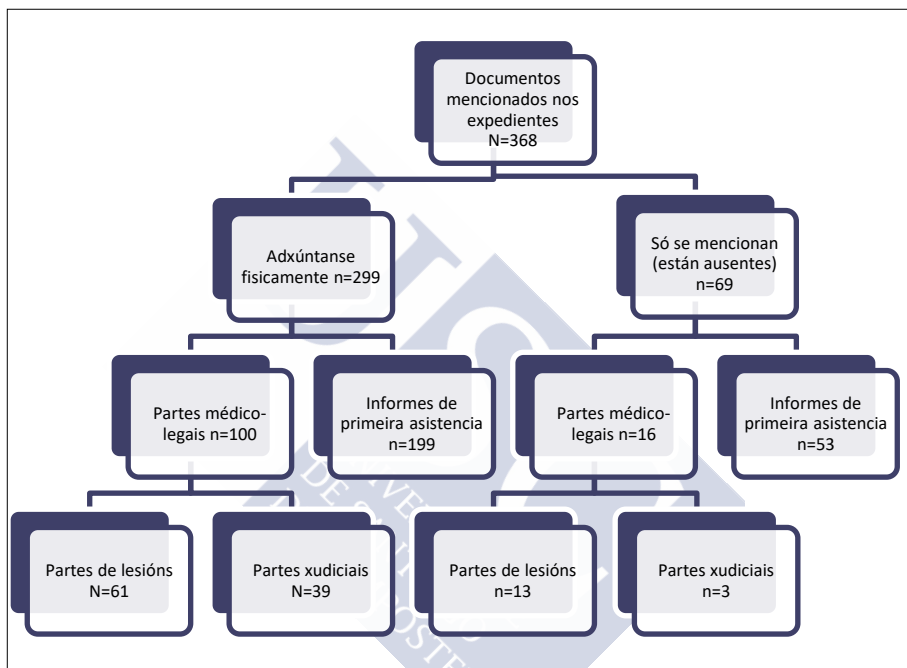 Documentos
mencionados nos
expedientes
N=368
Adxúntanse
fisicamente n=299
Só se mencionan
(están ausentes)
n=69
Partes médico-
legais n=100
Informes de
primeira asistencia
n=199
Partes médico-
legais n=16
Informes de
primeira asistencia
n=53
Partes de lesións
N=61
Partes xudiciais
N=39
Partes de lesións
n=13
Partes xudiciais
n=3